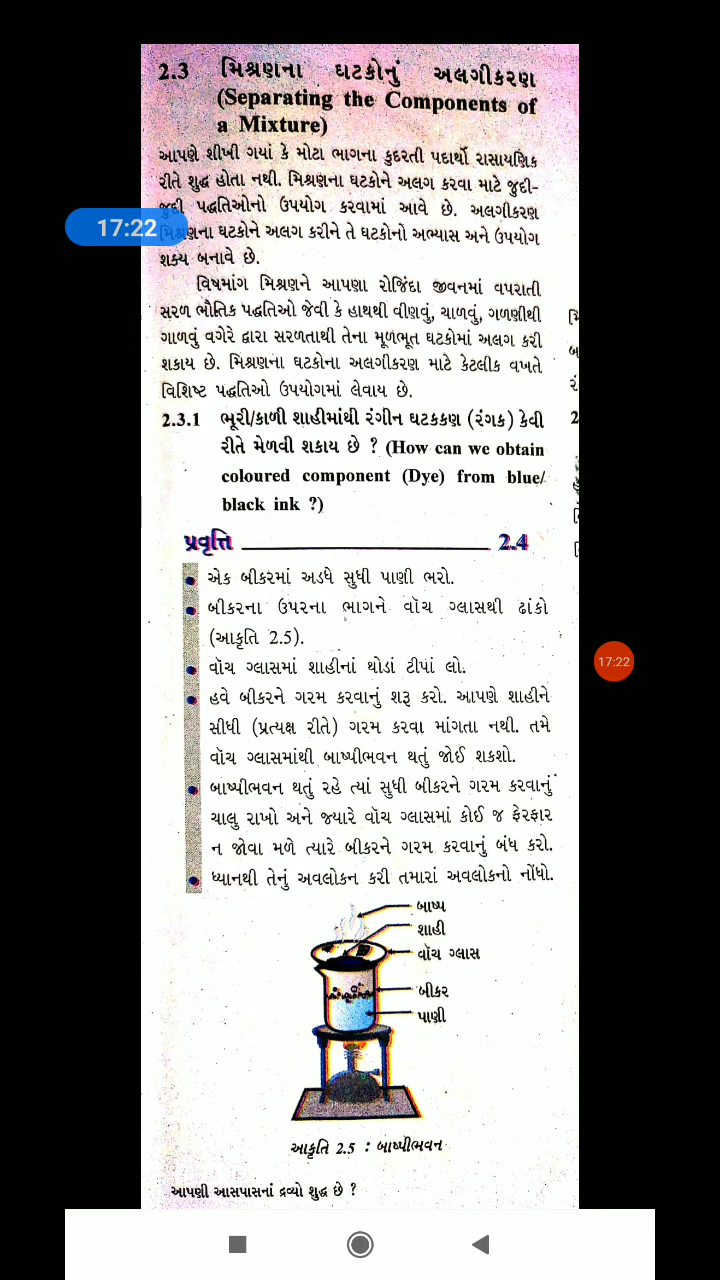 2.3 મિશ્રણના ઘટકોનું અલગીકરણ
(Separating the Components of
a Mixture)
આપણે શીખી ગયાં કે મોટા ભાગના કુદરતી પદાર્થો રાસાયણિક
રીતે શુદ્ધ હોતા નથી. મિશ્રણના ઘટકોને અલગ કરવા માટે જુદી-
જુદી પદ્ધતિઓનો ઉપયોગ કરવામાં આવે છે. અલગીકરણ
17:22
મિશ્રણના ઘટકોને અલગ કરીને તે ઘટકોનો અભ્યાસ અને ઉપયોગ
શક્ય બનાવે છે.
વિષમાંગ મિશ્રણને આપણા રોજિંદા જીવનમાં વપરાતી
સરળ ભૌતિક પદ્ધતિઓ જેવી કે હાથથી વીણવું, ચાળવું, ગળણીથી
ગાળવું વગેરે દ્વારા સરળતાથી તેના મૂળભૂત ઘટકોમાં અલગ કરી
શકાય છે. મિશ્રણના ઘટકોના અલગીકરણ માટે કેટલીક વખતે
વિશિષ્ટ પદ્ધતિઓ ઉપયોગમાં લેવાય છે.
2.3.1 ભૂરી/કાળી શાહીમાંથી રંગીન ઘટકકણ (રંગક) કેવી
રીતે મેળવી શકાય છે ? (How can we obtain
coloured component (Dye) from blue/
black ink ?)
પ્રવૃત્તિ 2.4
• એક બીકરમાં અડધે સુધી પાણી ભરો.
• બીકરના ઉપરના ભાગને વૉચ ગ્લાસથી ઢાંકો
(આકૃતિ 2.5).
• વૉચ ગ્લાસમાં શાહીનાં થોડાં ટીપાં લો.
17:22
• હવે બીકરને ગરમ કરવાનું શરૂ કરો. આપણે શાહીને
સીધી (પ્રત્યક્ષ રીતે) ગરમ કરવા માંગતા નથી. તમે
વૉચ ગ્લાસમાંથી બાષ્પીભવન થતું જોઈ શકશો.
• બાષ્પીભવન થતું રહે ત્યાં સુધી બીકરને ગરમ કરવાનું
ચાલુ રાખો અને જ્યારે વૉચ ગ્લાસમાં કોઈ જ ફેરફાર
ન જોવા મળે ત્યારે બીકરને ગરમ કરવાનું બંધ કરો.
• ધ્યાનથી તેનું અવલોકન કરી તમારાં અવલોકનો નોંધો.
બાષ્પ
શાહી
વૉચ ગ્લાસ
બીકર
પાણી
આકૃતિ 2.5 : બાષ્પીભવન
આપણી આસપાસનાં દ્રવ્યો શુદ્ધ છે ?